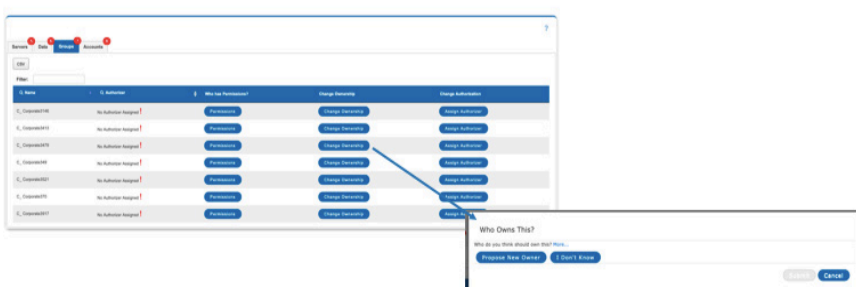 ?
Servers Data Groups Accounts
CSV
Filter:
Name Authorizer Who has Permissions? Change Ownership Change Authorization
No Authorizer Assigned ! Permissions Change Ownership Assign Authorizer
No Authorizer Assigned ! Permissions Change Ownership Assign Authorizer
No Authorizer Assigned ! Permissions Change Ownership Assign Authorizer
No Authorizer Assigned ! Permissions Change Ownership Assign Authorizer
No Authorizer Assigned ! Permissions Change Ownership Assign Authorizer
No Authorizer Assigned ! Permissions Change Ownership Assign Authorizer
No Authorizer Assigned ! Permissions Change Ownership
Who Owns This?
Who do you think should own this? More...
Propose New Owner I Don't Know
Submit Cancel